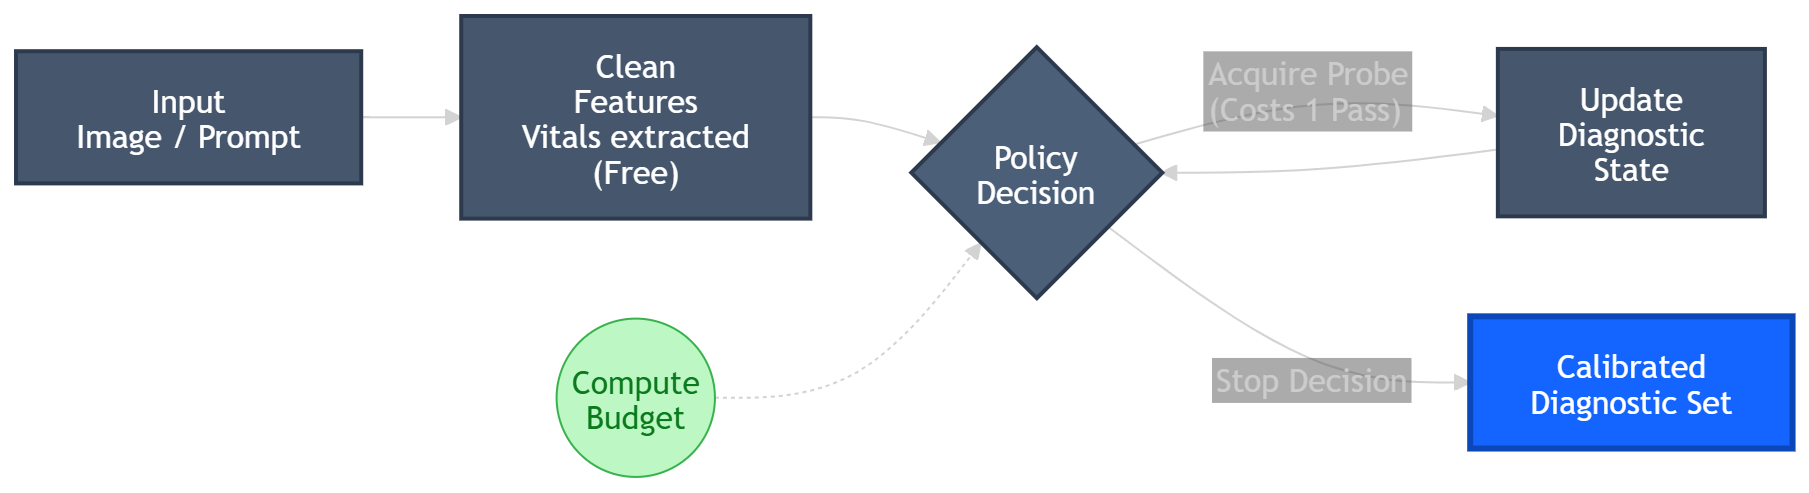 Input
Image / Prompt
Clean
Features
Vitals extracted
(Free)
Policy
Decision
Acquire Probe
(Costs 1 Pass)
Update
Diagnostic
State
Compute
Budget
Stop Decision
Calibrated
Diagnostic Set